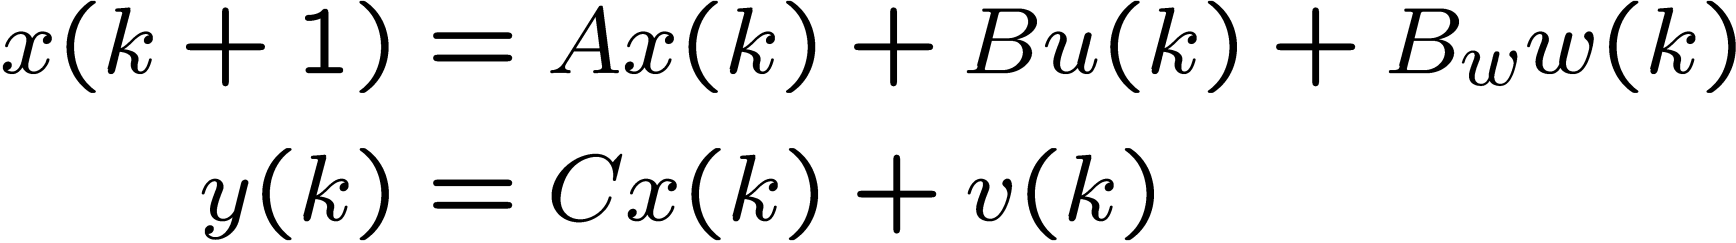 x(k + 1) = Ax(k) + Bu(k) + B_w w(k)
y(k) = Cx(k) + v(k)